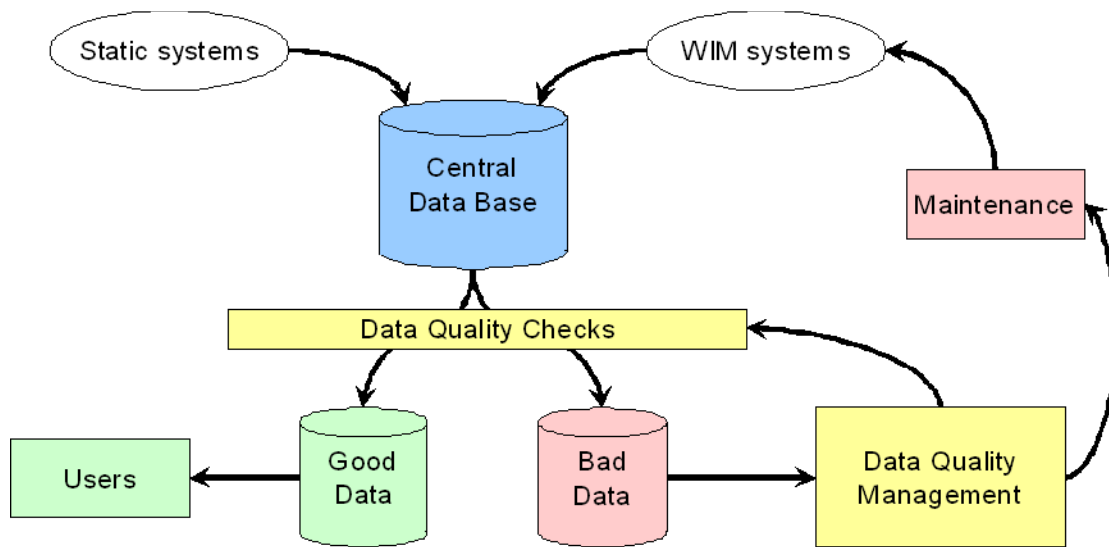 Static systems
WIM systems
Central
Data Base
Maintenance
Data Quality Checks
Users
Good
Data
Bad
Data
Data Quality
Management